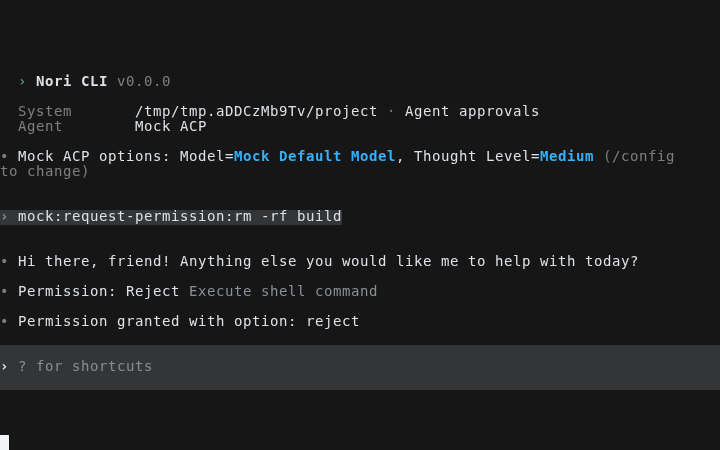 › Nori CLI v0.0.0
System /tmp/tmp.aDDCzMb9Tv/project · Agent approvals
Agent Mock ACP
• Mock ACP options: Model=Mock Default Model, Thought Level=Medium (/config
to change)
› mock:request-permission:rm -rf build
• Hi there, friend! Anything else you would like me to help with today?
• Permission: Reject Execute shell command
• Permission granted with option: reject
› ? for shortcuts